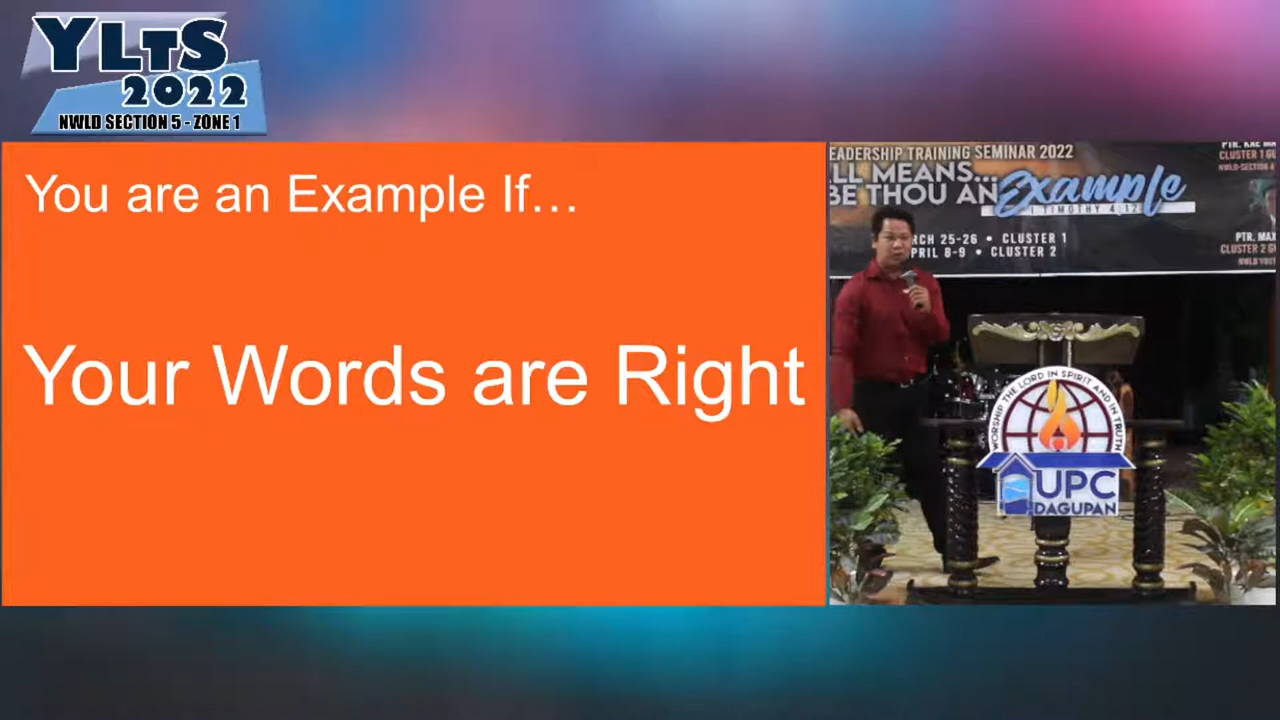 YLTS
2022
NWLD SECTION 5 - ZONE 1
You are an Example If…
Your Words are Right
EADERSHIP TRAINING SEMINAR 2022
LL MEANS...
BE THOU AN Example
I TIMOTHY 4:12
RCH 25-26 • CLUSTER 1
PRIL 8-9 • CLUSTER 2
CLUSTER 1
PTR. MAX
CLUSTER 2
WORSHIP THE LORD IN SPIRIT AND IN TRUTH
UPC
DAGUPAN